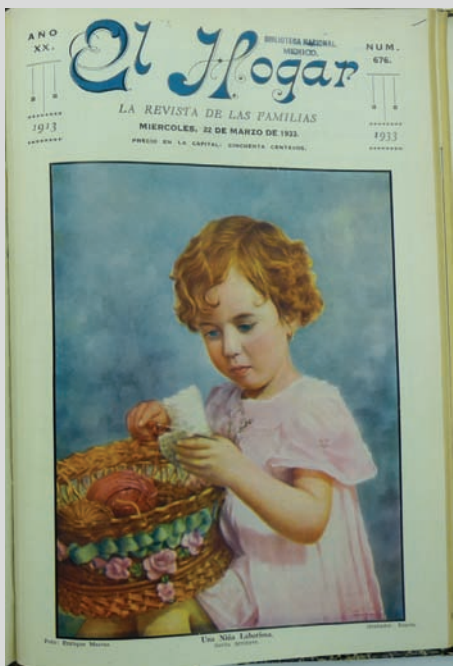 AÑO
XX.
El Hogar
BIBLIOTECA NACIONAL
MEXICO.
NUM.
676.
LA REVISTA DE LAS FAMILIAS
1913
MIERCOLES, 22 DE MARZO DE 1933.
1933
PRECIO EN LA CAPITAL: CINCUENTA CENTAVOS.
Foto: Enrique
Una Niña Laboriosa.